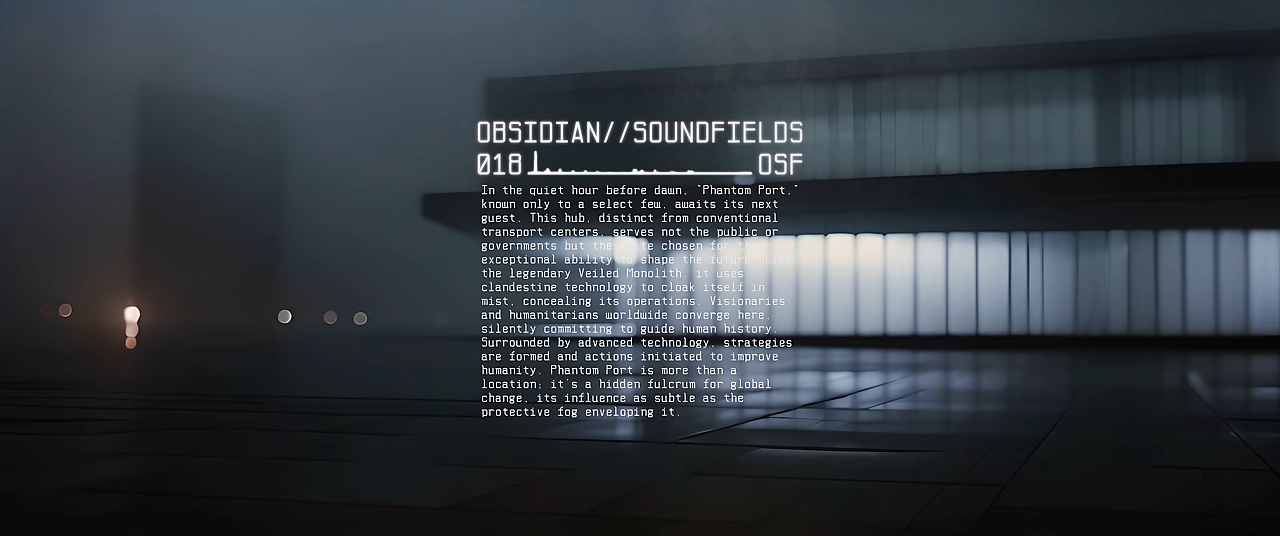 OBSIDIAN//SOUNDFIELDS
018 OSF
In the quiet hour before dawn, "Phantom Port,"
known only to a select few, awaits its next
guest. This hub, distinct from conventional
transport centers, serves not the public or
governments but the elite chosen for their
exceptional ability to shape the future. Like
the legendary Veiled Monolith, it uses
clandestine technology to cloak itself in
mist, concealing its operations. Visionaries
and humanitarians worldwide converge here,
silently committing to guide human history.
Surrounded by advanced technology, strategies
are formed and actions initiated to improve
humanity. Phantom Port is more than a
location; it's a hidden fulcrum for global
change, its influence as subtle as the
protective fog enveloping it.